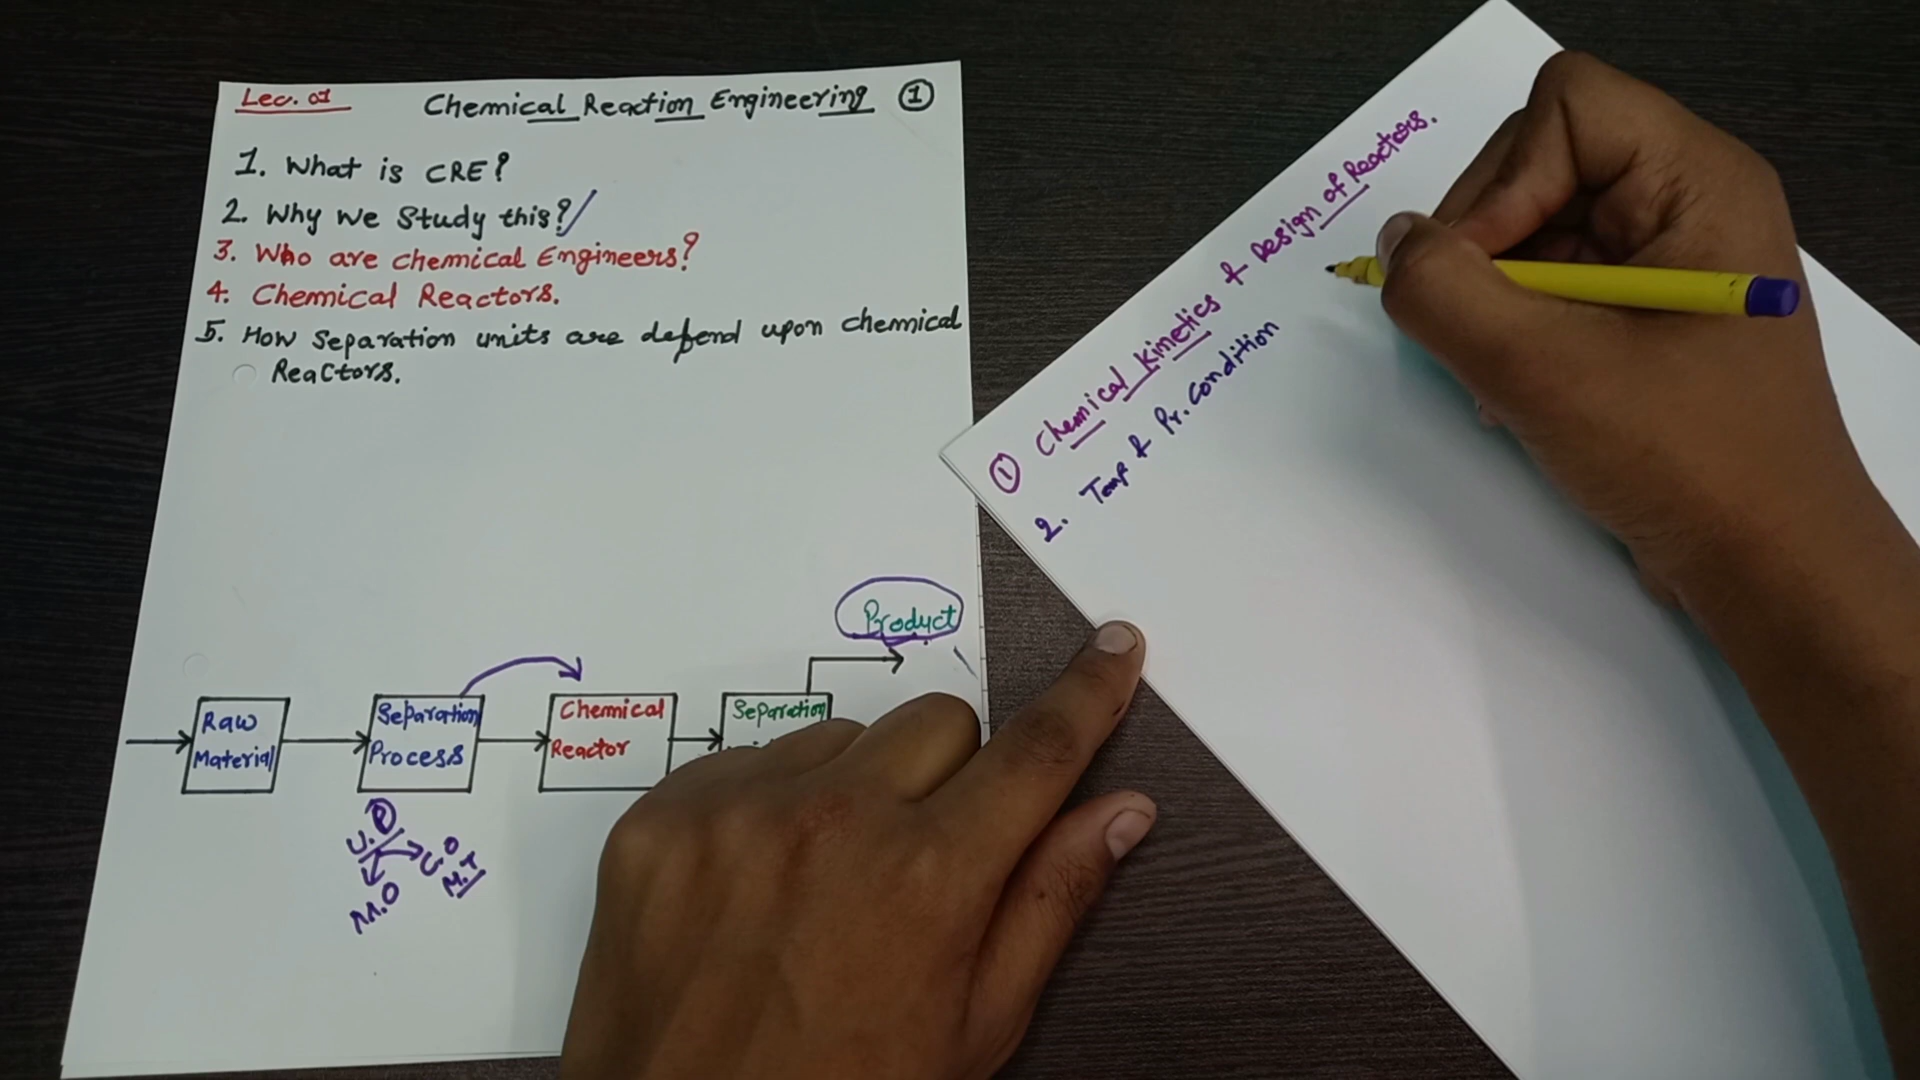 Lec. 01
Chemical Reaction Engineering ①
1. What is CRE?
2. Why We Study this?
3. Who are chemical Engineers?
4. Chemical Reactors.
5. How Separation units are defend upon chemical
Reactors.
Product
Raw
Material
Separation
Process
Chemical
Reactor
Separation
M.O
M.T
① Chemical Kinetics & Design of Reactors.
2. Temp & Pr. Condition